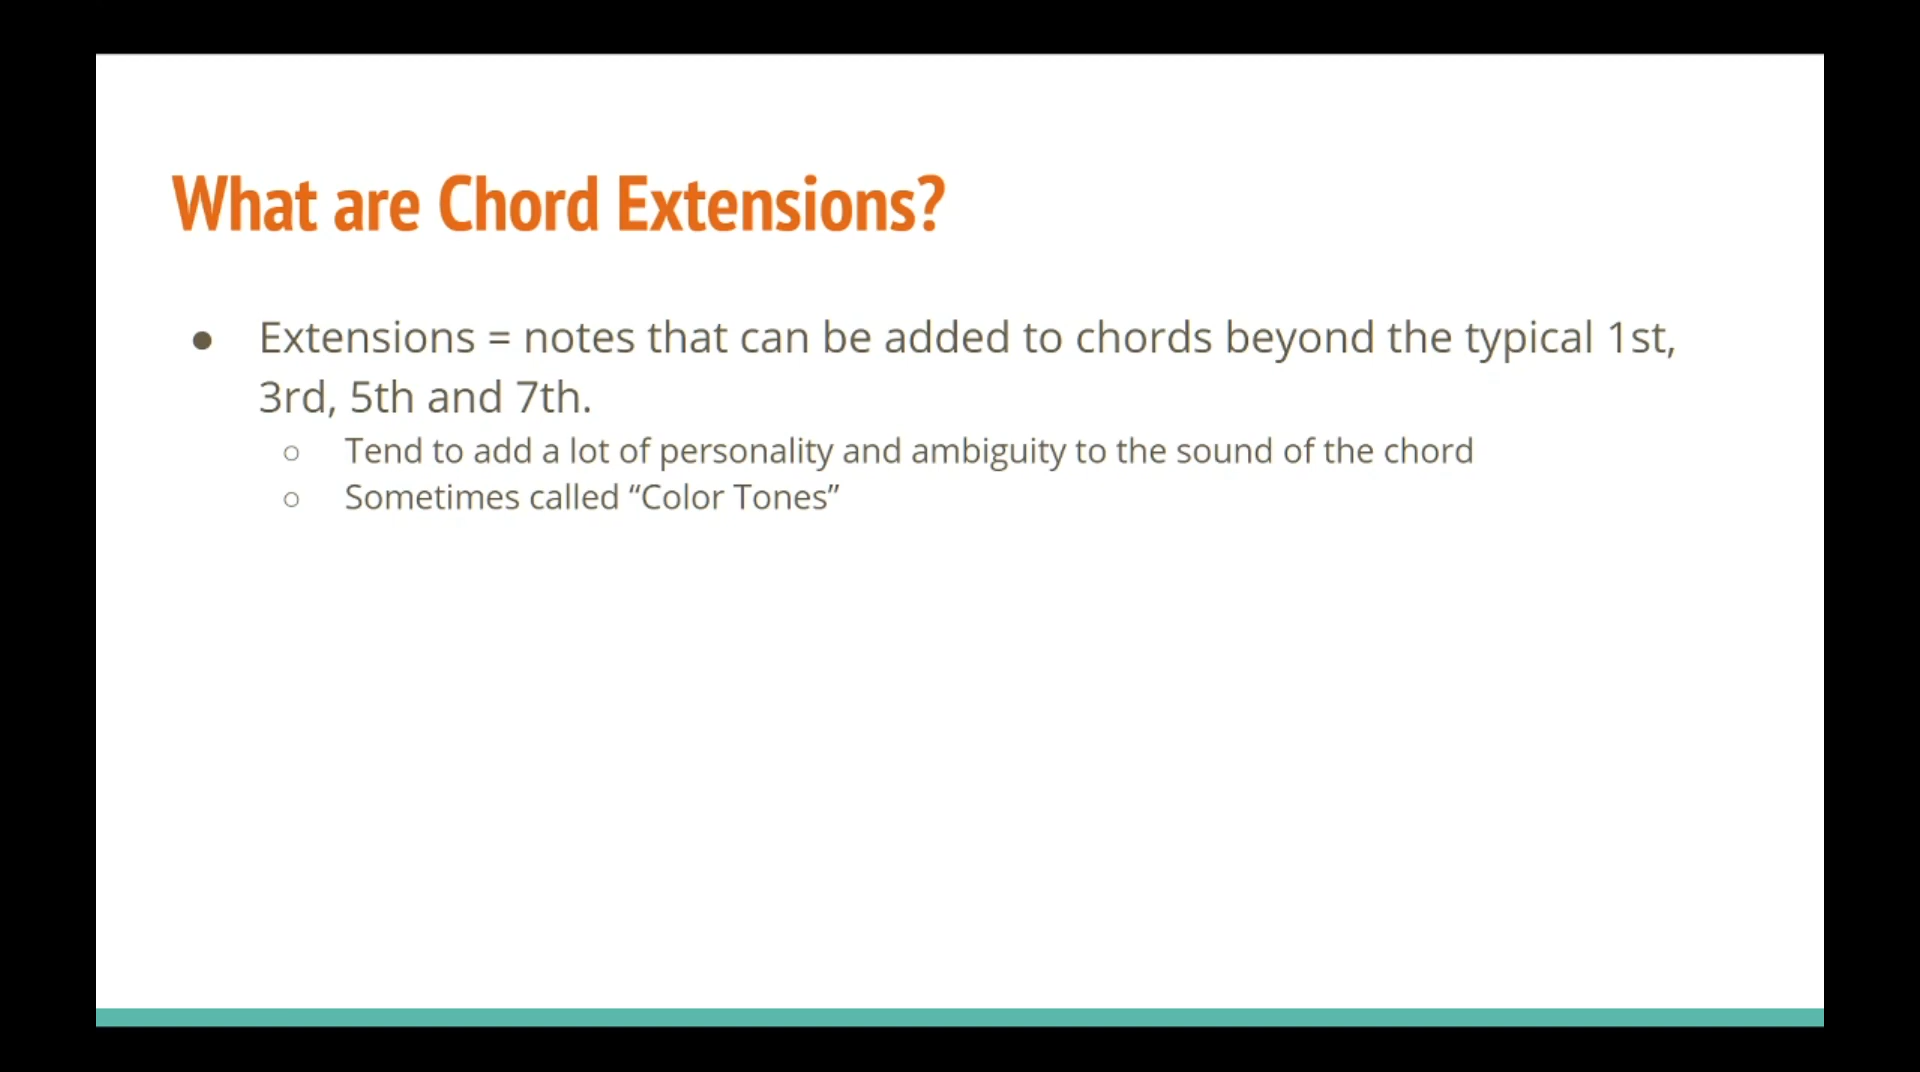 What are Chord Extensions?
● Extensions = notes that can be added to chords beyond the typical 1st,
3rd, 5th and 7th.
○ Tend to add a lot of personality and ambiguity to the sound of the chord
○ Sometimes called “Color Tones”